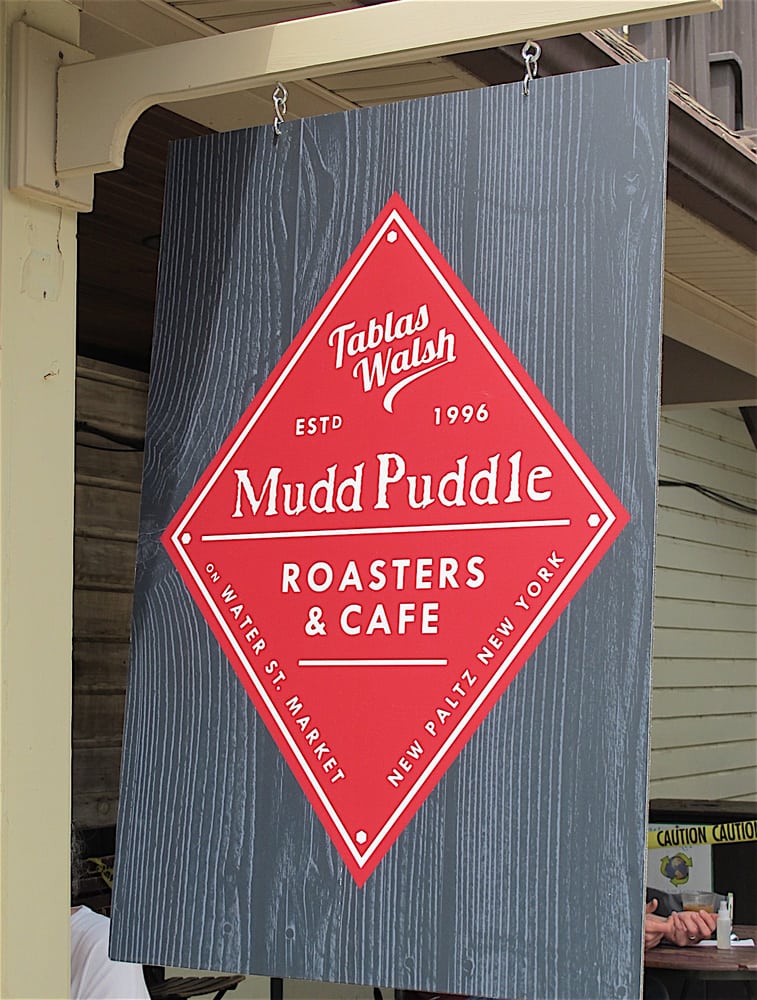 Tablas
Walsh
ESTD 1996
Mudd Puddle
ROASTERS
& CAFE
ON WATER ST. MARKET
NEW PALTZ NEW YORK
CAUTION CAUTIO